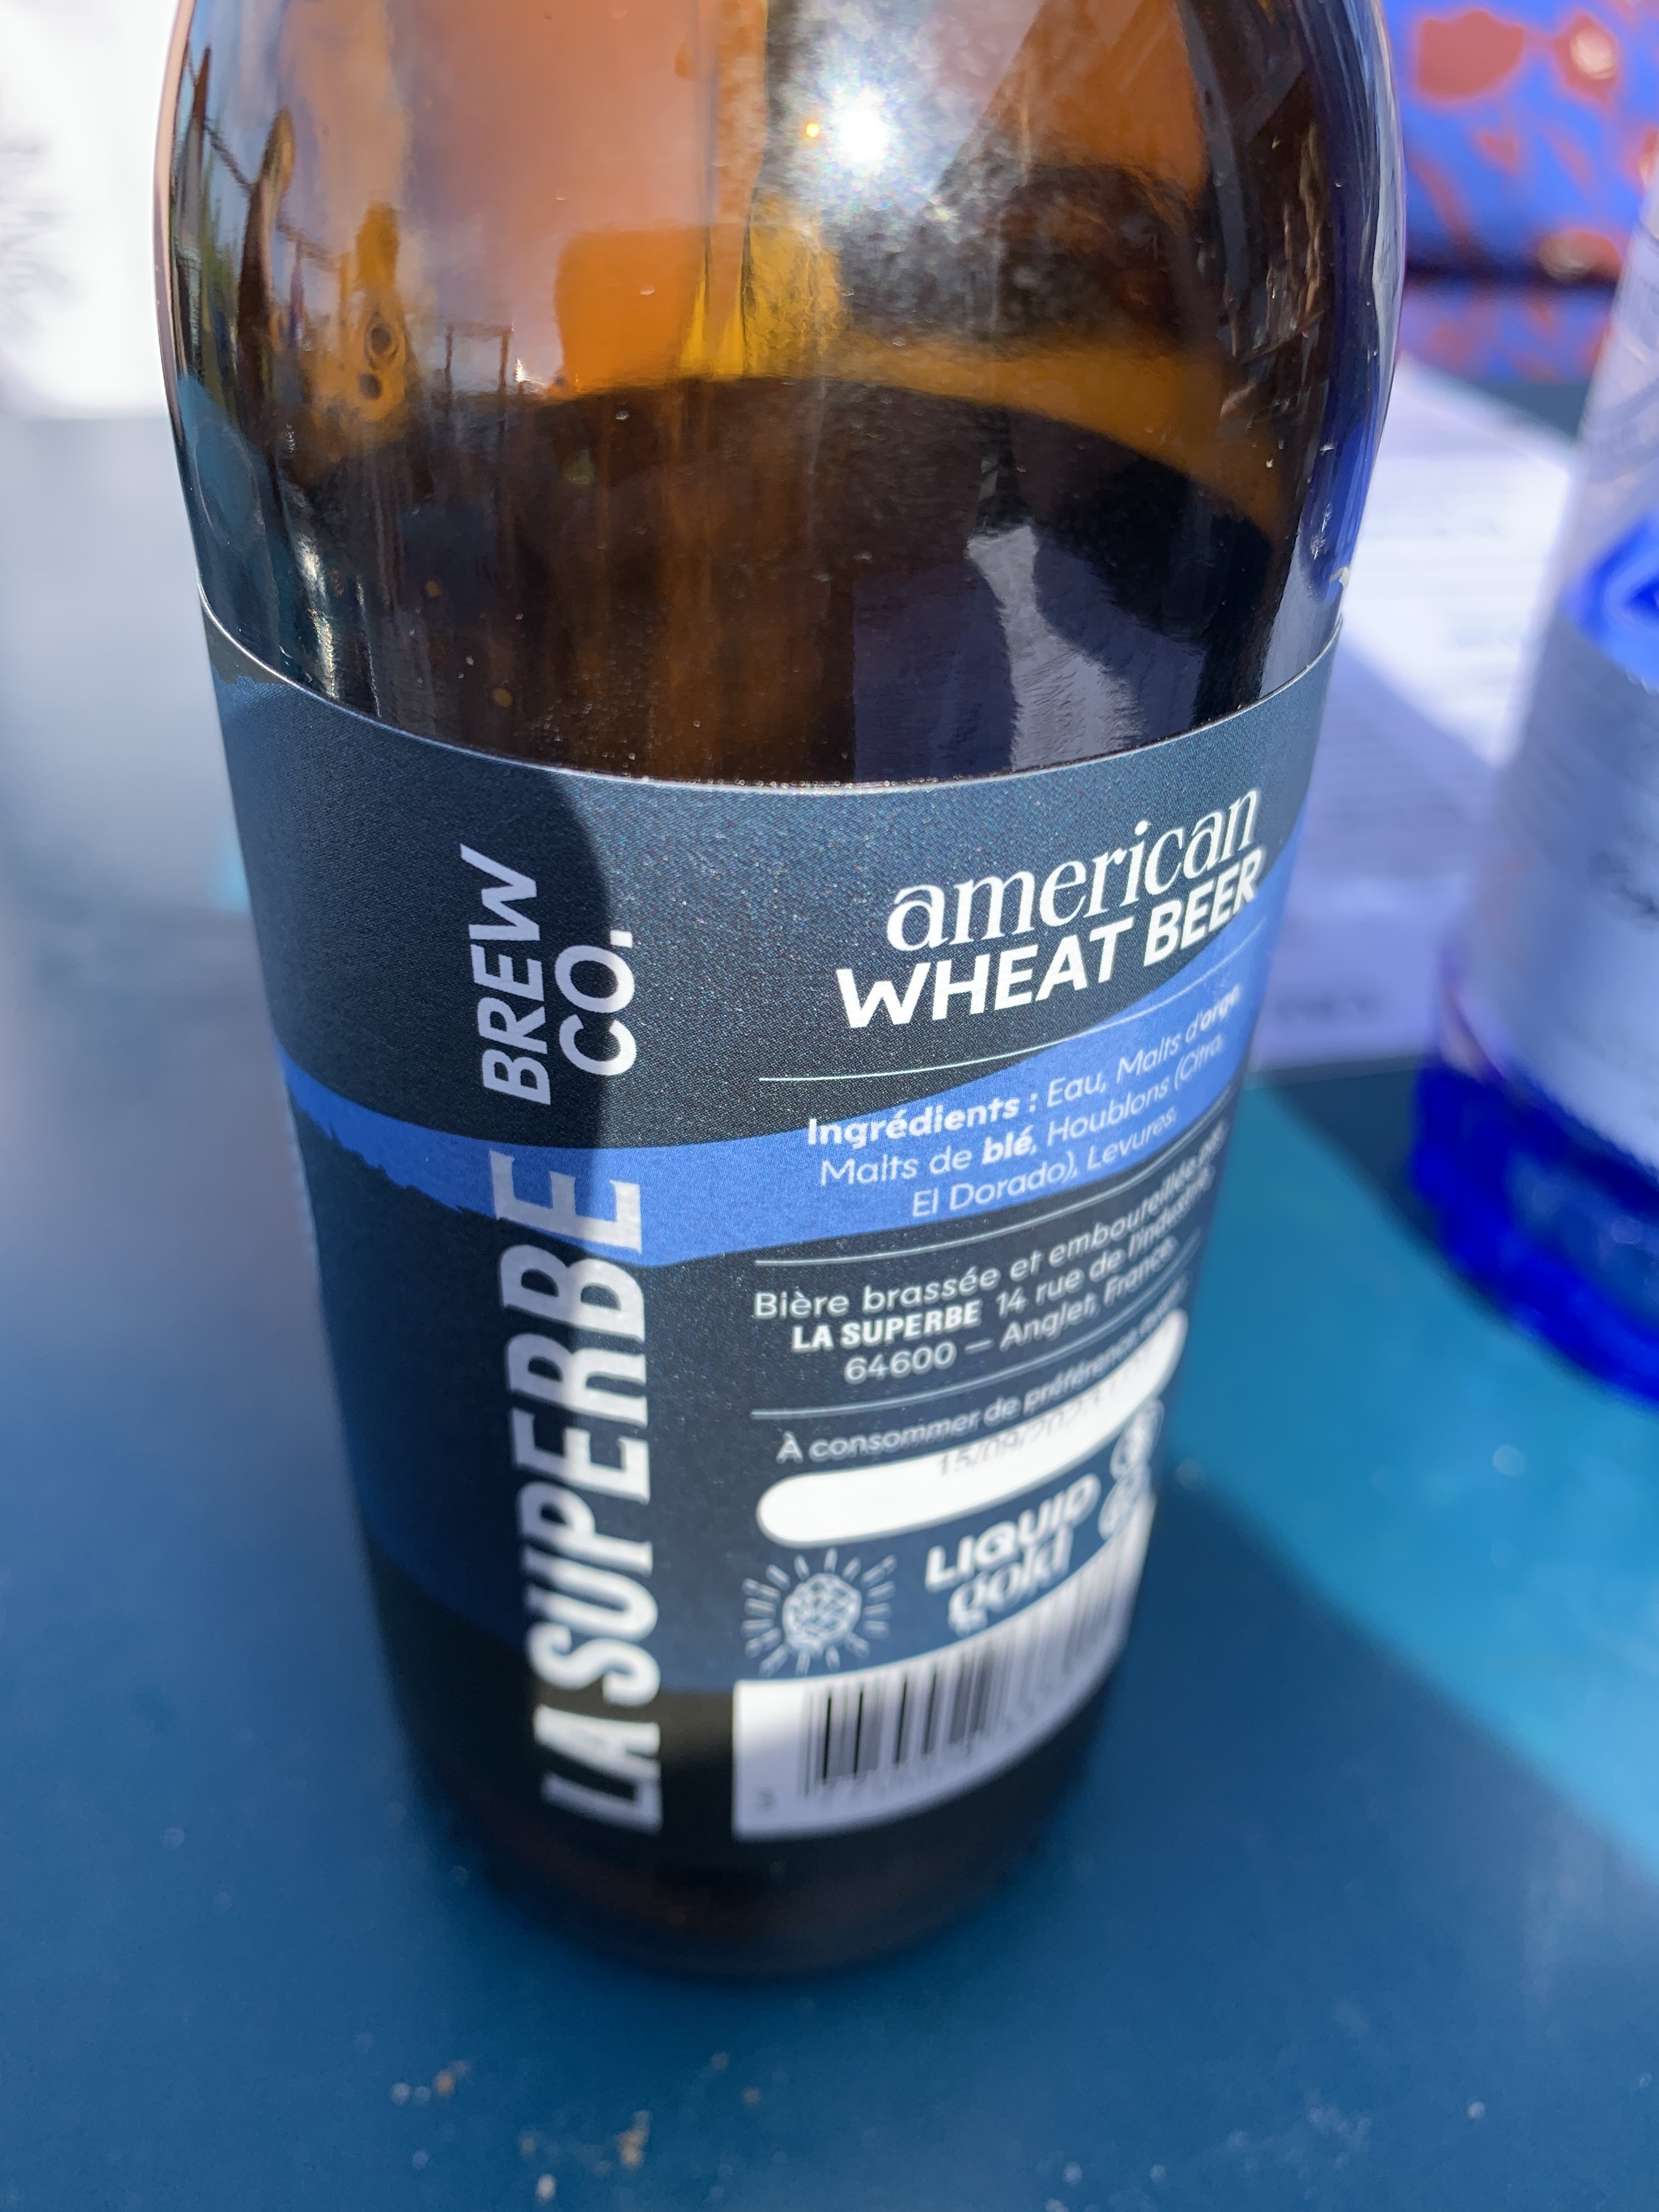 LA SUPERBE
BREW
CO.
american
WHEAT BEER
Ingrédients : Eau, Malts d'orge,
Malts de blé, Houblons (Citra,
El Dorado), Levures.
Bière brassée et embouteillée par
LA SUPERBE 14 rue de l'industrie,
64600 — Anglet, France.
À consommer de préférence avant
LIQUID
gold